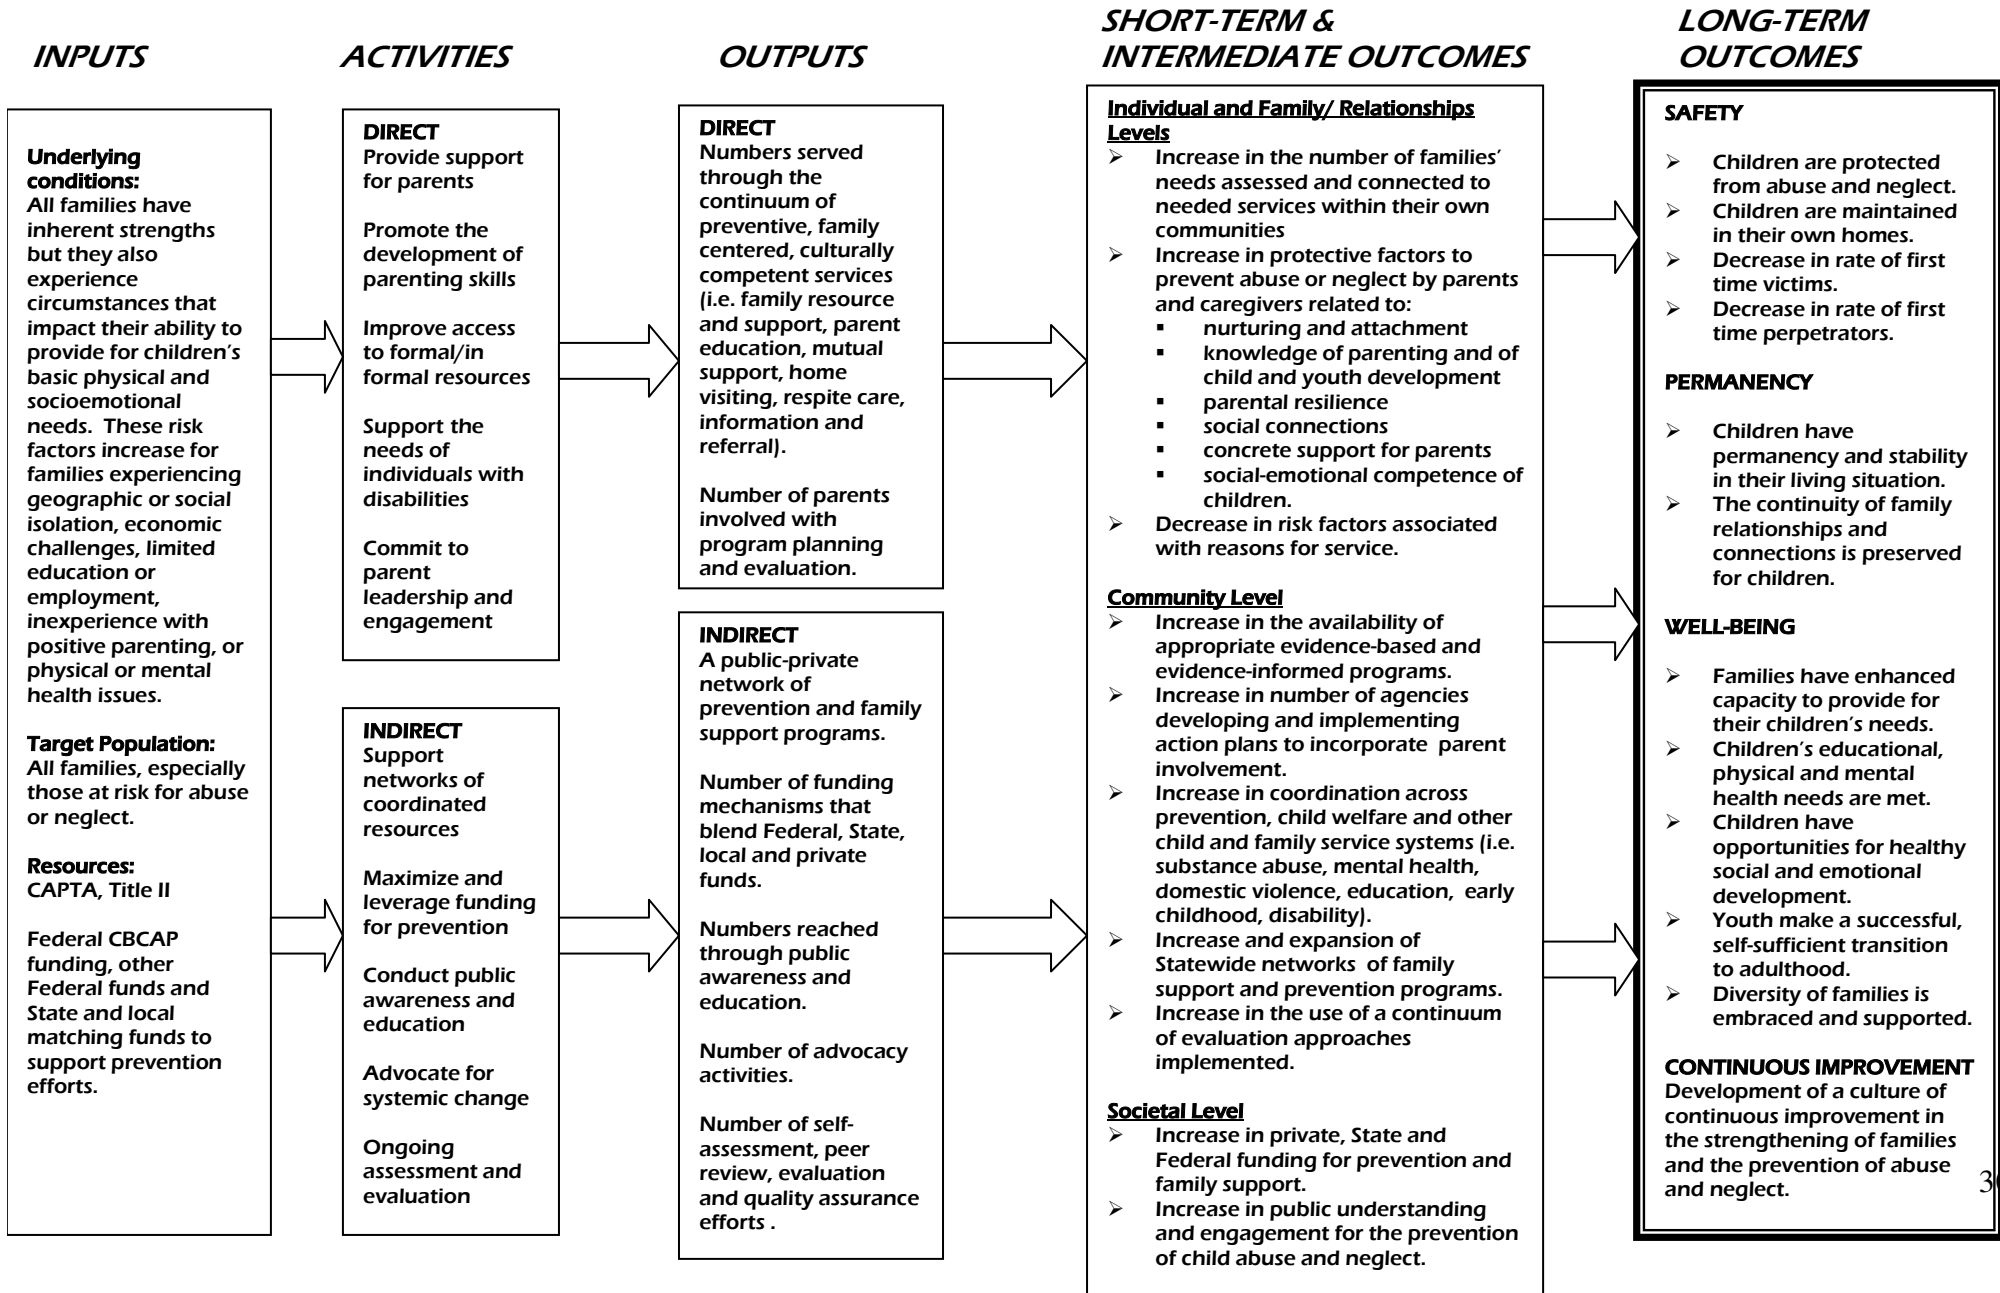 INPUTS
ACTIVITIES
OUTPUTS
SHORT-TERM &
INTERMEDIATE OUTCOMES
LONG-TERM
OUTCOMES
Underlying
conditions:
All families have
inherent strengths
but they also
experience
circumstances that
impact their ability to
provide for children's
basic physical and
socioemotional
needs. These risk
factors increase for
families experiencing
geographic or social
isolation, economic
challenges, limited
education or
employment,
inexperience with
positive parenting, or
physical or mental
health issues.
Target Population:
All families, especially
those at risk for abuse
or neglect.
Resources:
CAPTA, Title II
Federal CBCAP
funding, other
Federal funds and
State and local
matching funds to
support prevention
efforts.
DIRECT
Provide support
for parents
Promote the
development of
parenting skills
Improve access
to formal/in
formal resources
Support the
needs of
individuals with
disabilities
Commit to
parent
leadership and
engagement
INDIRECT
Support
networks of
coordinated
resources
Maximize and
leverage funding
for prevention
Conduct public
awareness and
education
Advocate for
systemic change
Ongoing
assessment and
evaluation
DIRECT
Numbers served
through the
continuum of
preventive, family
centered, culturally
competent services
(i.e. family resource
and support, parent
education, mutual
support, home
visiting, respite care,
information and
referral).
Number of parents
involved with
program planning
and evaluation.
INDIRECT
A public-private
network of
prevention and family
support programs.
Number of funding
mechanisms that
blend Federal, State,
local and private
funds.
Numbers reached
through public
awareness and
education.
Number of advocacy
activities.
Number of self-
assessment, peer
review, evaluation
and quality assurance
efforts .
Individual and Family/ Relationships
Levels
➢ Increase in the number of families'
needs assessed and connected to
needed services within their own
communities
➢ Increase in protective factors to
prevent abuse or neglect by parents
and caregivers related to:
▪ nurturing and attachment
▪ knowledge of parenting and of
child and youth development
▪ parental resilience
▪ social connections
▪ concrete support for parents
▪ social-emotional competence of
children.
➢ Decrease in risk factors associated
with reasons for service.
Community Level
➢ Increase in the availability of
appropriate evidence-based and
evidence-informed programs.
➢ Increase in number of agencies
developing and implementing
action plans to incorporate parent
involvement.
➢ Increase in coordination across
prevention, child welfare and other
child and family service systems (i.e.
substance abuse, mental health,
domestic violence, education, early
childhood, disability).
➢ Increase and expansion of
Statewide networks of family
support and prevention programs.
➢ Increase in the use of a continuum
of evaluation approaches
implemented.
Societal Level
➢ Increase in private, State and
Federal funding for prevention and
family support.
➢ Increase in public understanding
and engagement for the prevention
of child abuse and neglect.
SAFETY
➢ Children are protected
from abuse and neglect.
➢ Children are maintained
in their own homes.
➢ Decrease in rate of first
time victims.
➢ Decrease in rate of first
time perpetrators.
PERMANENCY
➢ Children have
permanency and stability
in their living situation.
➢ The continuity of family
relationships and
connections is preserved
for children.
WELL-BEING
➢ Families have enhanced
capacity to provide for
their children's needs.
➢ Children's educational,
physical and mental
health needs are met.
➢ Children have
opportunities for healthy
social and emotional
development.
➢ Youth make a successful,
self-sufficient transition
to adulthood.
➢ Diversity of families is
embraced and supported.
CONTINUOUS IMPROVEMENT
Development of a culture of
continuous improvement in
the strengthening of families
and the prevention of abuse
and neglect.